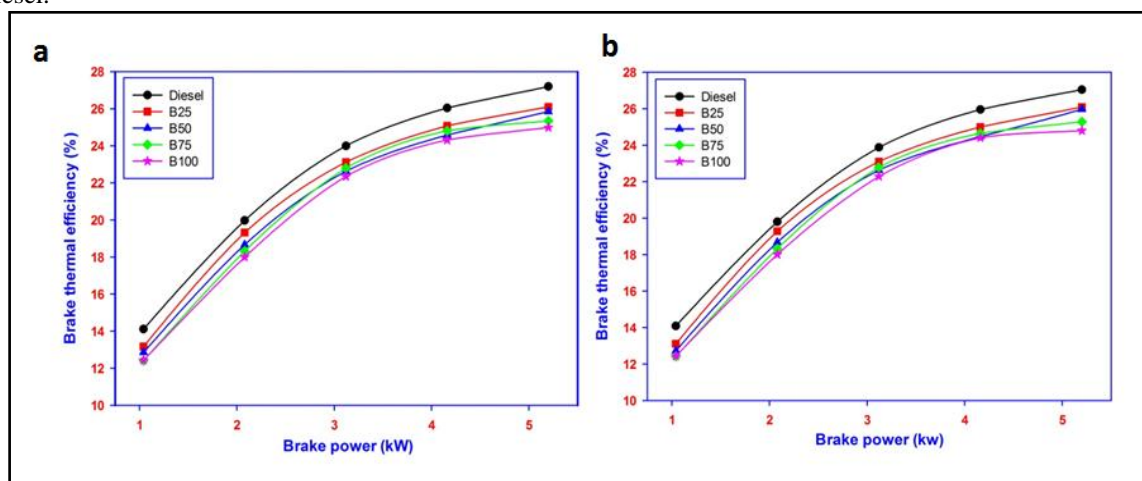 a
28
26
24
22
20
18
16
14
12
10
Brake thermal efficiency (%)
Diesel
B25
B50
B75
B100
1 2 3 4 5
Brake power (kW)
b
28
26
24
22
20
18
16
14
12
10
Brake thermal efficiency (%)
Diesel
B25
B50
B75
B100
1 2 3 4 5
Brake power (kw)